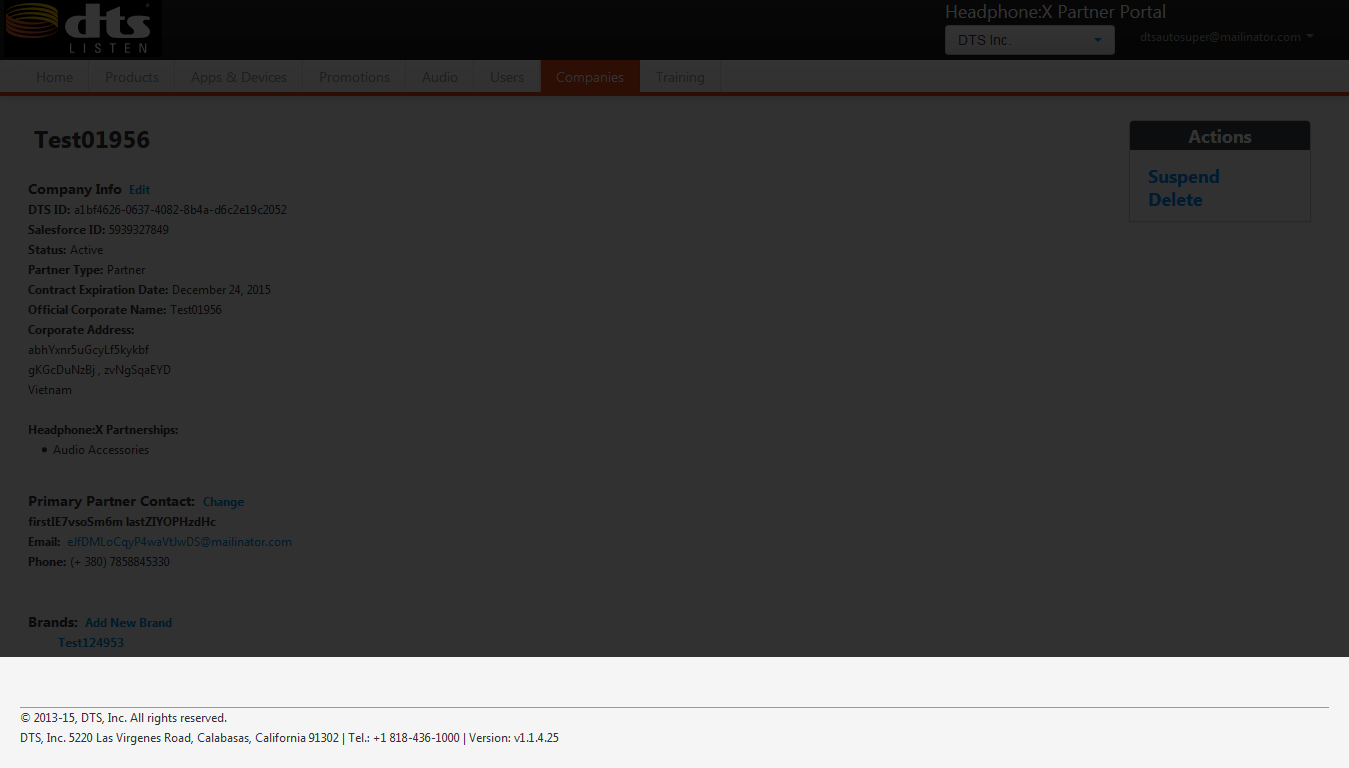 dts
LISTEN
Headphone:X Partner Portal
DTS Inc.
dtsautosuper@mailinator.com
Home Products Apps & Devices Promotions Audio Users Companies Training
Test01956
Actions
Suspend
Delete
Company Info Edit
DTS ID: a1bf4626-0637-4082-8b4a-d6c2e19c2052
Salesforce ID: 5939327849
Status: Active
Partner Type: Partner
Contract Expiration Date: December 24, 2015
Official Corporate Name: Test01956
Corporate Address:
abhYxnr5uGcyLf5kykbf
gKGcDuNzBj , zvNgSqaEYD
Vietnam
Headphone:X Partnerships:
• Audio Accessories
Primary Partner Contact: Change
firstIE7vsoSm6m lastZIYOPHzdHc
Email: eJfDMLoCqyP4waVtJwDS@mailinator.com
Phone: (+ 380) 7858845330
Brands: Add New Brand
Test124953
© 2013-15, DTS, Inc. All rights reserved.
DTS, Inc. 5220 Las Virgenes Road, Calabasas, California 91302 | Tel.: +1 818-436-1000 | Version: v1.1.4.25